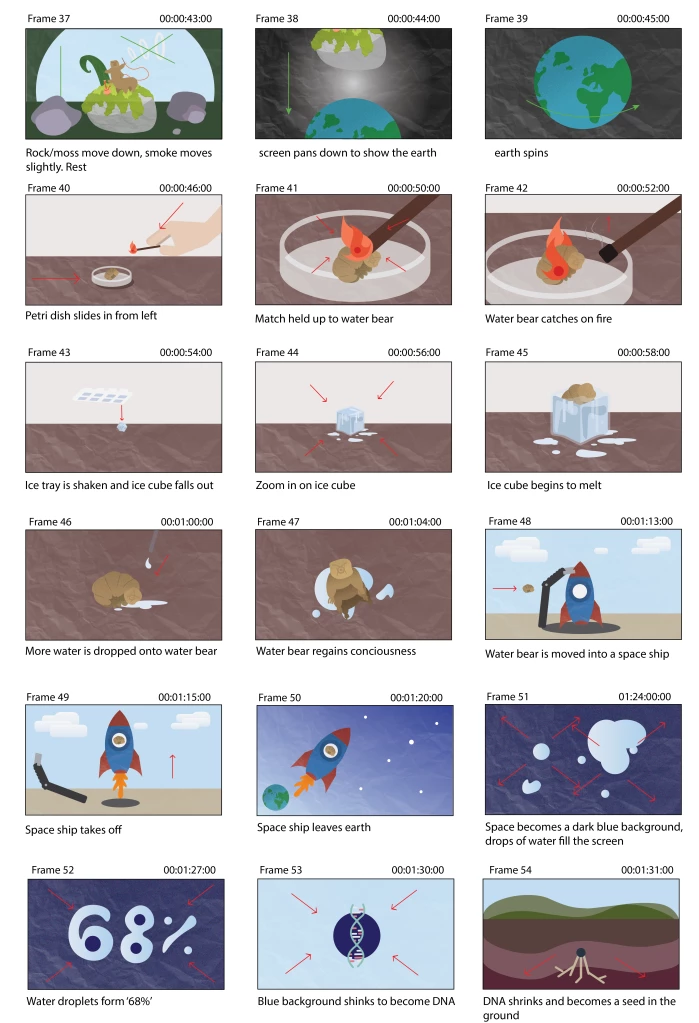 Frame 37 00:00:43:00
Rock/moss move down, smoke moves
slightly. Rest
Frame 38 00:00:44:00
screen pans down to show the earth
Frame 39 00:00:45:00
earth spins
Frame 40 00:00:46:00
Petri dish slides in from left
Frame 41 00:00:50:00
Match held up to water bear
Frame 42 00:00:52:00
Water bear catches on fire
Frame 43 00:00:54:00
Ice tray is shaken and ice cube falls out
Frame 44 00:00:56:00
Zoom in on ice cube
Frame 45 00:00:58:00
Ice cube begins to melt
Frame 46 00:01:00:00
More water is dropped onto water bear
Frame 47 00:01:04:00
Water bear regains conciousness
Frame 48 00:01:13:00
Water bear is moved into a space ship
Frame 49 00:01:15:00
Space ship takes off
Frame 50 00:01:20:00
Space ship leaves earth
Frame 51 01:24:00:00
Space becomes a dark blue background,
drops of water fill the screen
Frame 52 00:01:27:00
68%
Water droplets form '68%'
Frame 53 00:01:30:00
Blue background shinks to become DNA
Frame 54 00:01:31:00
DNA shrinks and becomes a seed in the
ground